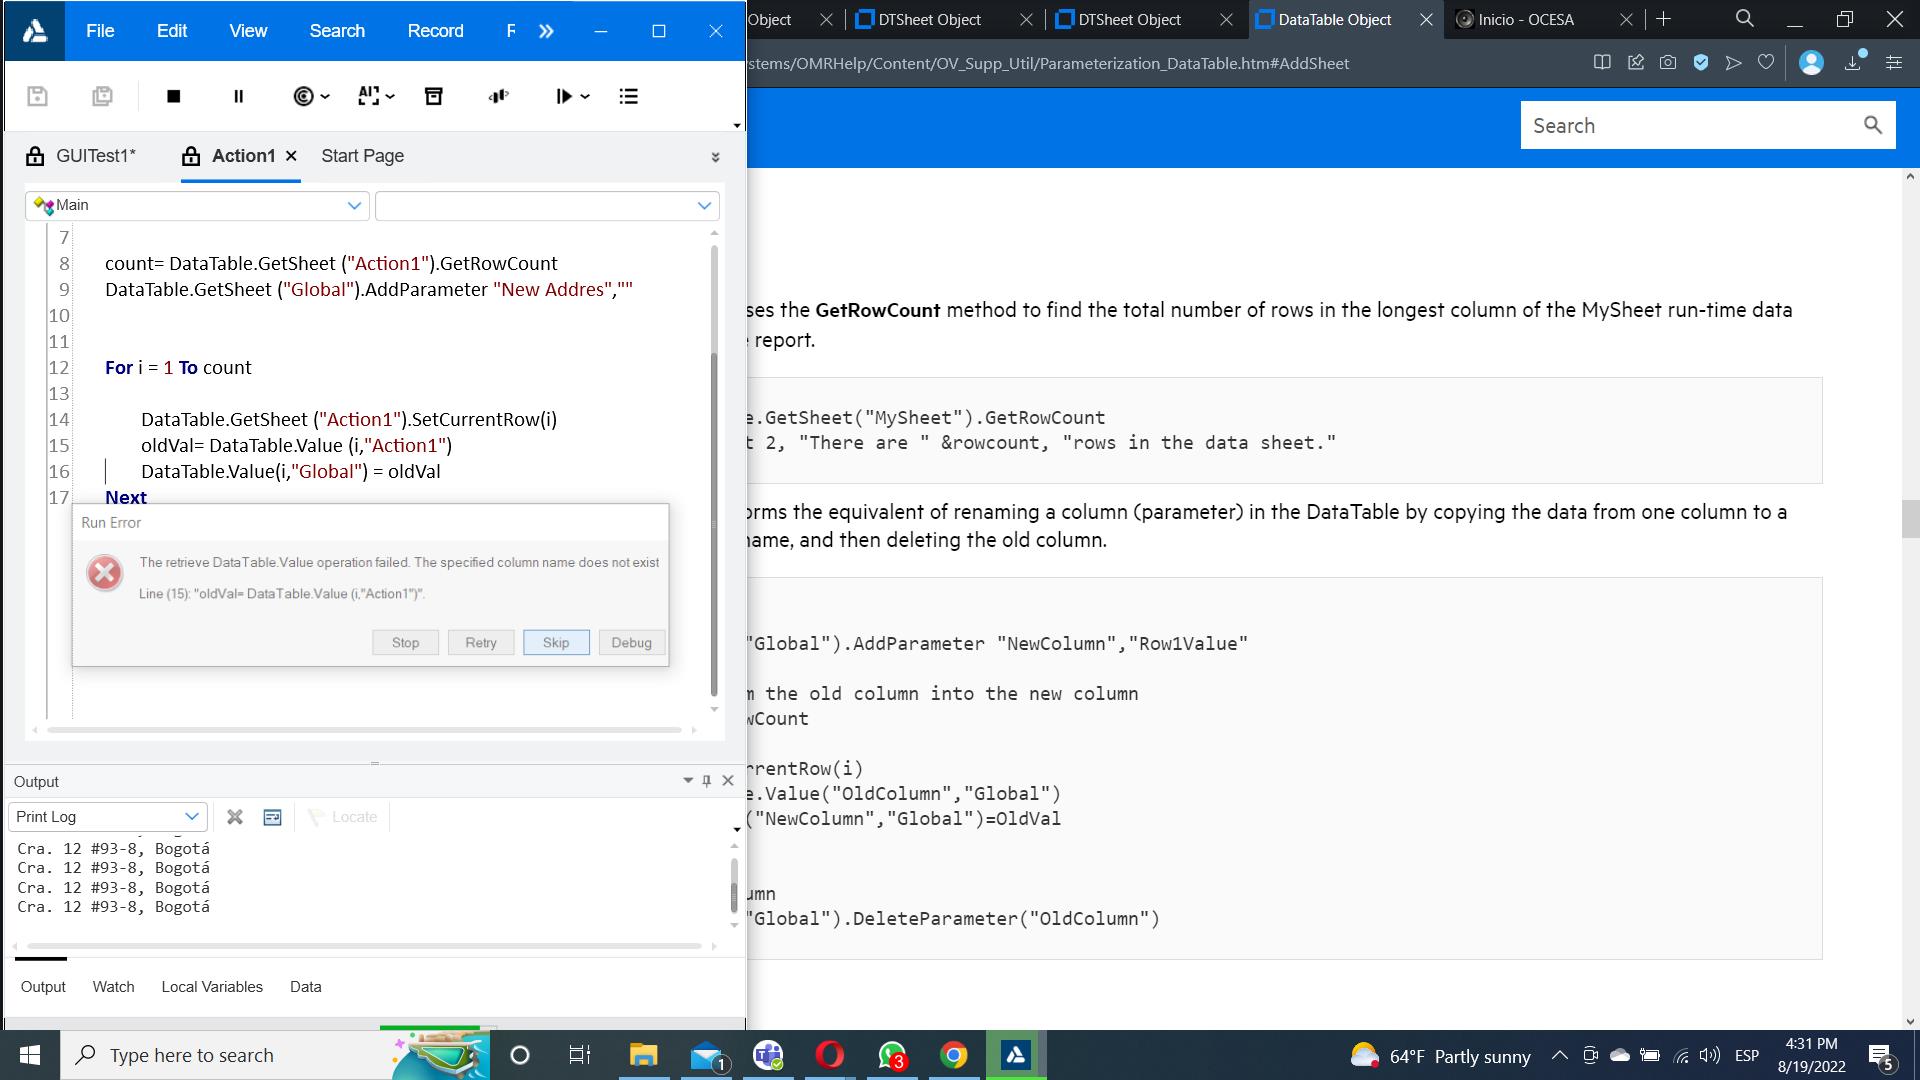 File Edit View Search Record R
GUITest1* Action1 Start Page
Main
7
8 count= DataTable.GetSheet ("Action1").GetRowCount
9 DataTable.GetSheet ("Global").AddParameter "New Addres",""
10
11
12 For i = 1 To count
13
14 DataTable.GetSheet ("Action1").SetCurrentRow(i)
15 oldVal= DataTable.Value (i,"Action1")
16 DataTable.Value(i,"Global") = oldVal
17 Next
Run Error
The retrieve DataTable.Value operation failed. The specified column name does not exist
Line (15): "oldVal= DataTable.Value (i,"Action1")".
Stop Retry Skip Debug
Output
Print Log Locate
Cra. 12 #93-8, Bogotá
Cra. 12 #93-8, Bogotá
Cra. 12 #93-8, Bogotá
Cra. 12 #93-8, Bogotá
Output Watch Local Variables Data
Object DTSheet Object DTSheet Object DataTable Object Inicio - OCESA
stems/OMRHelp/Content/OV_Supp_Util/Parameterization_DataTable.htm#AddSheet
Search
ses the GetRowCount method to find the total number of rows in the longest column of the MySheet run-time data
report.
e.GetSheet("MySheet").GetRowCount
t 2, "There are " &rowcount, "rows in the data sheet."
orms the equivalent of renaming a column (parameter) in the DataTable by copying the data from one column to a
name, and then deleting the old column.
"Global").AddParameter "NewColumn","Row1Value"
m the old column into the new column
wCount
rrentRow(i)
e.Value("OldColumn","Global")
("NewColumn","Global")=OldVal
umn
"Global").DeleteParameter("OldColumn")
Type here to search
1
3
64°F Partly sunny
ESP
4:31 PM
8/19/2022
5